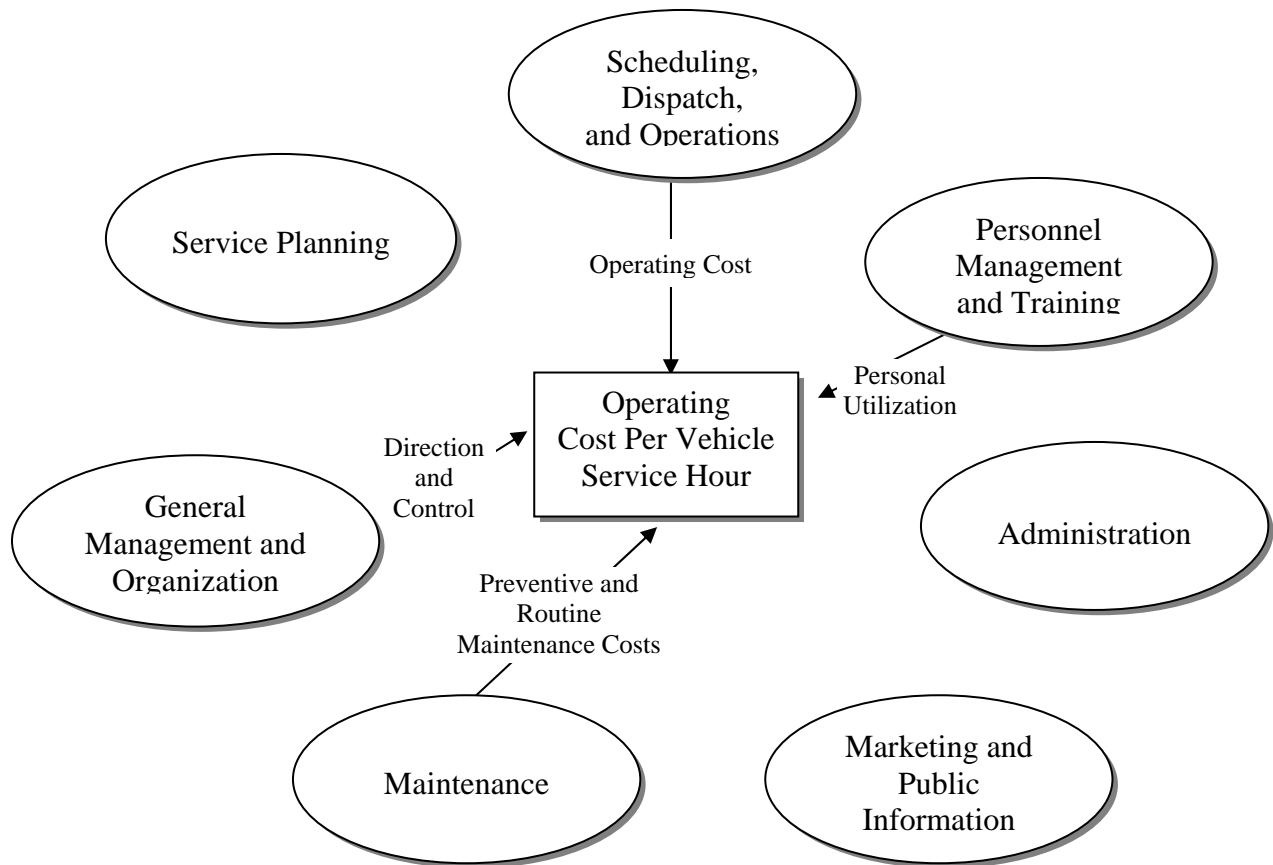 Scheduling,
Dispatch,
and Operations
Service Planning
Personnel
Management
and Training
Operating Cost
Personal
Utilization
Operating
Cost Per Vehicle
Service Hour
Direction
and
Control
General
Management and
Organization
Administration
Preventive and
Routine
Maintenance Costs
Maintenance
Marketing and
Public
Information